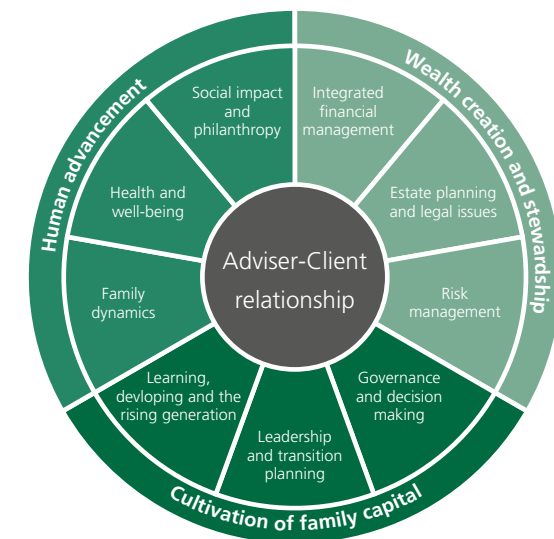 Human advancement
Wealth creation and stewardship
Cultivation of family capital
Social impact
and
philanthropy
Integrated
financial
management
Health and
well-being
Estate planning
and legal issues
Adviser-Client
relationship
Family
dynamics
Risk
management
Learning,
devloping and the
rising generation
Leadership
and transition
planning
Governance
and decision
making